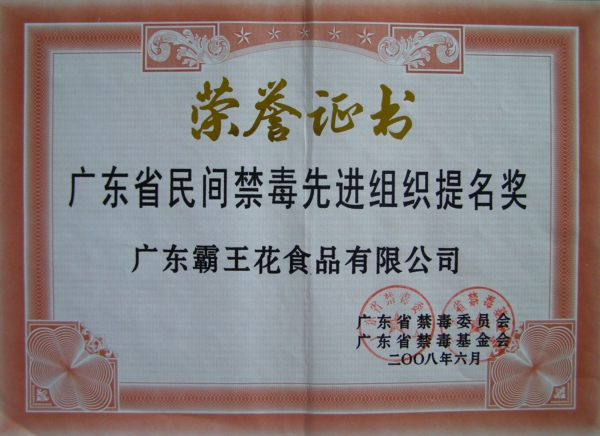 荣誉证书
广东省民间禁毒先进组织提名奖
广东霸王花食品有限公司
广东省禁毒委员会
广东省禁毒基金会
二〇〇八年六月